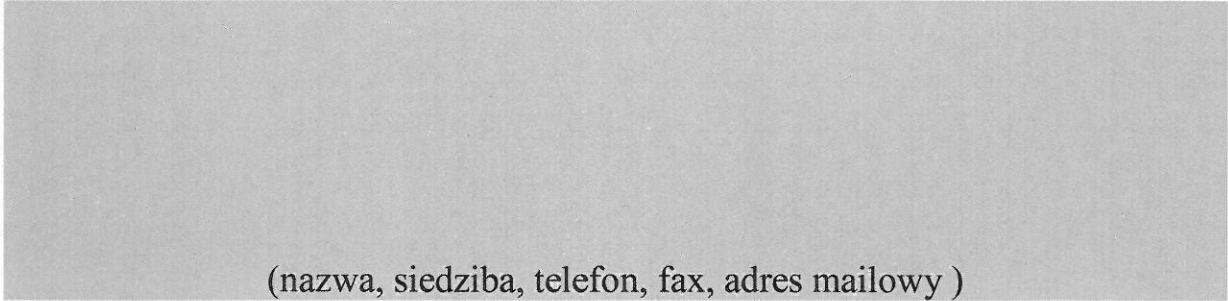 (nazwa, siedziba, telefon, fax, adres mailowy )